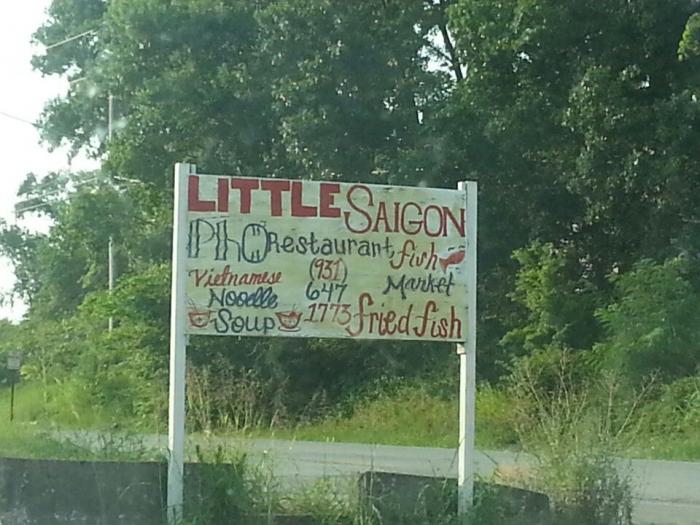 LITTLE SAIGON
Pho Restaurant fish
Vietnamese (931) Market
Noodle 647
Soup 1773 fried fish